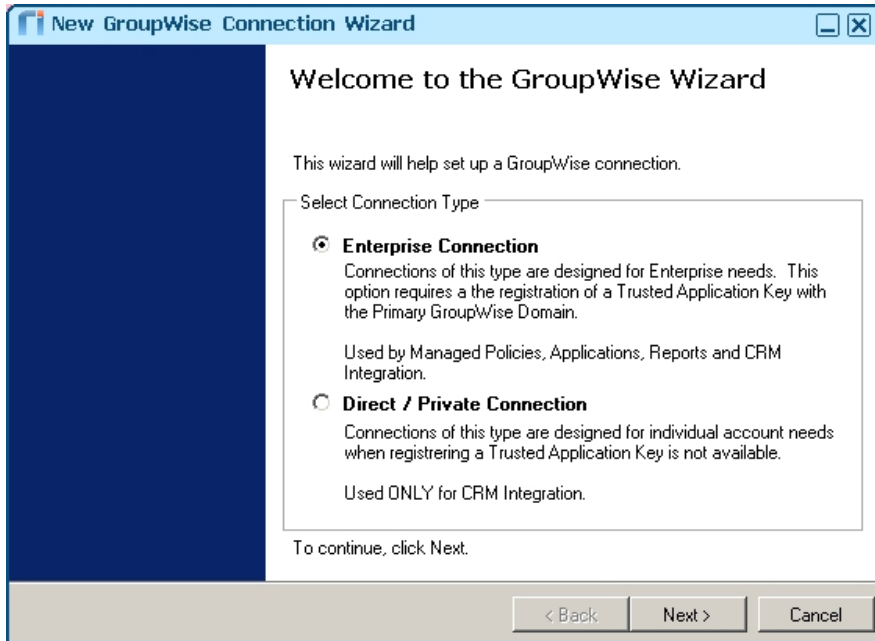 New GroupWise Connection Wizard
Welcome to the GroupWise Wizard
This wizard will help set up a GroupWise connection.
Select Connection Type
Enterprise Connection
Connections of this type are designed for Enterprise needs.  This
option requires a the registration of a Trusted Application Key with
the Primary GroupWise Domain.
Used by Managed Policies, Applications, Reports and CRM
Integration.
Direct / Private Connection
Connections of this type are designed for individual account needs
when registrering a Trusted Application Key is not available.
Used ONLY for CRM Integration.
To continue, click Next.
< Back
Next >
Cancel